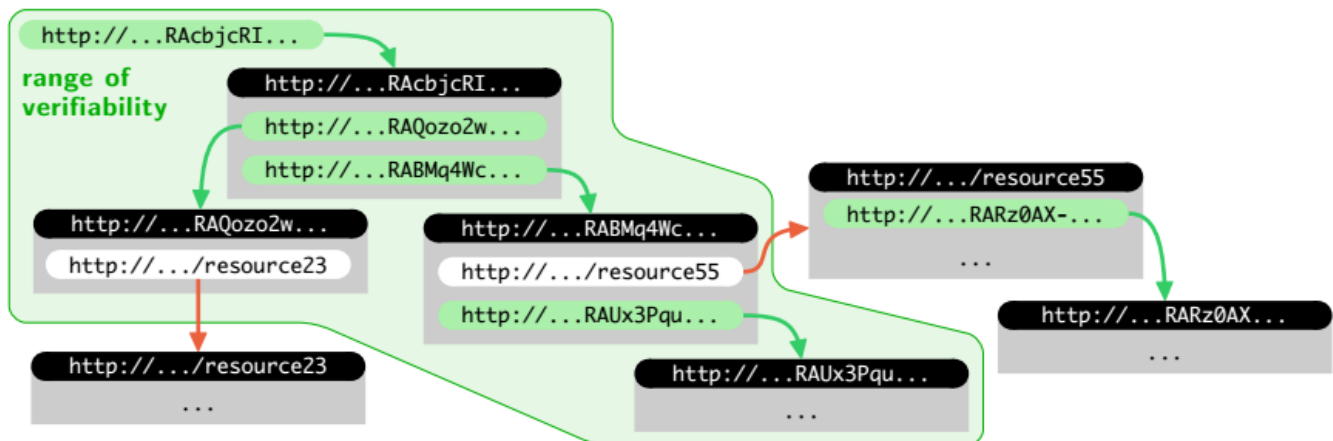 http://...RAcbjcRI...
range of
verifiability
http://...RAcbjcRI...
http://...RAQozo2w...
http://...RABMq4Wc...
http://...RAQozo2w...
http://.../resource23
http://.../resource23
...
http://...RABMq4Wc...
http://.../resource55
http://...RAUx3Pqu...
http://...RAUx3Pqu...
...
http://.../resource55
http://...RARz0AX-...
...
http://...RARz0AX...
...